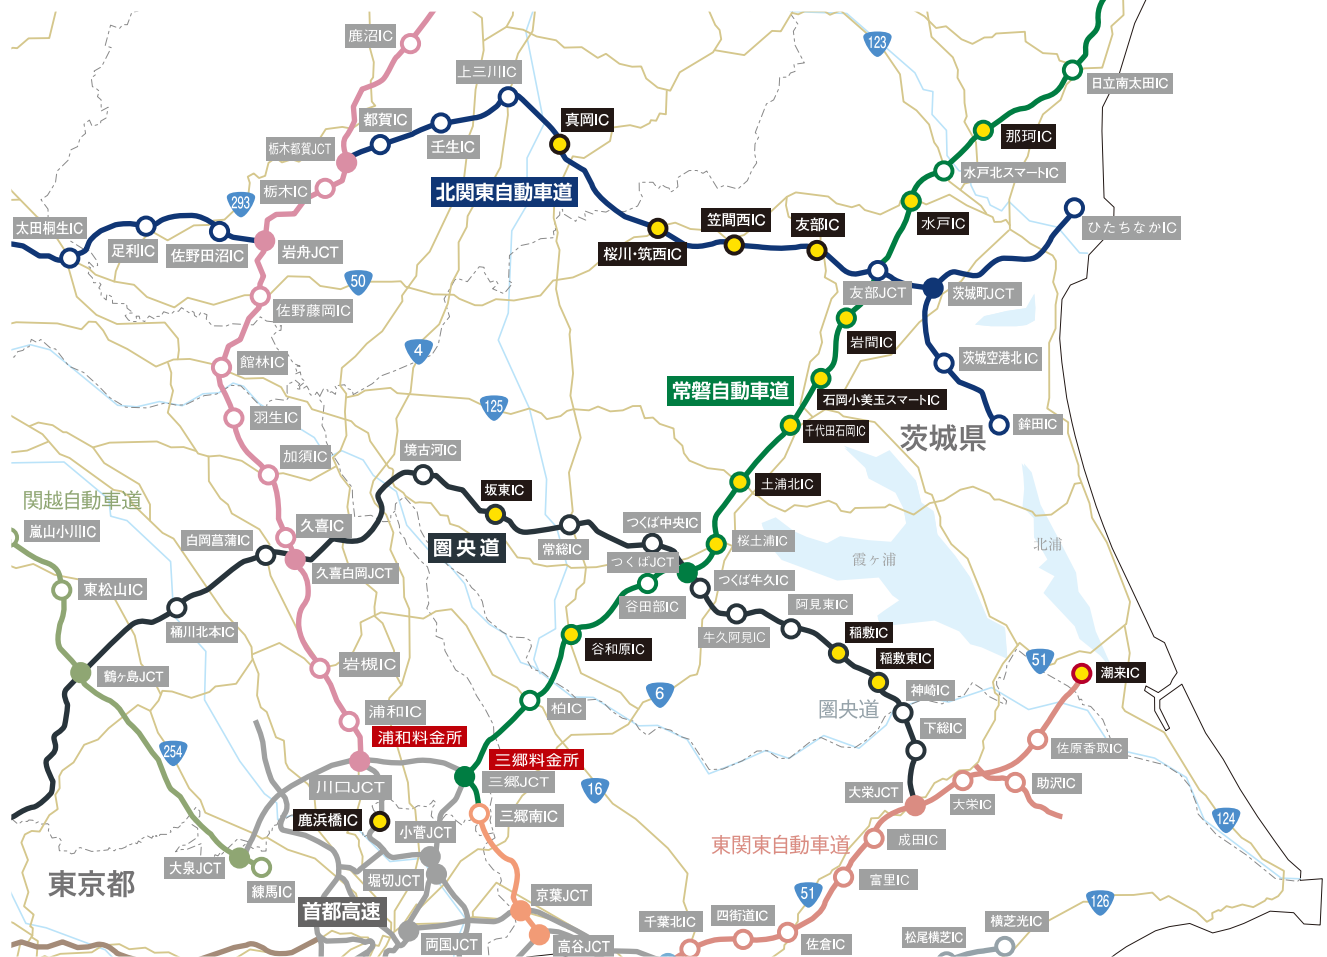 鹿沼IC
123
上三川IC
日立南太田IC
都賀IC
真岡IC
那珂IC
栃木都賀JCT
壬生IC
水戸北スマートIC
栃木IC
北関東自動車道
293
太田桐生IC
足利IC
佐野田沼IC
岩舟JCT
桜川・筑西IC
笠間西IC
友部IC
水戸IC
ひたちなかIC
50
佐野藤岡IC
友部JCT
茨城町JCT
4
館林IC
岩間IC
茨城空港北IC
常磐自動車道
石岡小美玉スマートIC
125
羽生IC
千代田石岡IC
茨城県
鉾田IC
加須IC
境古河IC
坂東IC
土浦北IC
関越自動車道
嵐山小川IC
白岡菖蒲IC
久喜IC
圏央道
常総IC
つくば中央IC
桜土浦IC
霞ヶ浦
北浦
久喜白岡JCT
つくばJCT
つくば牛久IC
東松山IC
谷田部IC
阿見東IC
桶川北本IC
牛久阿見IC
稲敷IC
谷和原IC
稲敷東IC
51
潮来IC
鶴ヶ島JCT
岩槻IC
6
神崎IC
柏IC
圏央道
浦和IC
下総IC
浦和料金所
254
三郷料金所
佐原香取IC
川口JCT
三郷JCT
16
大栄JCT
大栄IC
助沢IC
鹿浜橋IC
三郷南IC
124
小菅JCT
成田IC
東関東自動車道
大泉JCT
練馬IC
堀切JCT
富里IC
東京都
京葉JCT
51
126
首都高速
千葉北IC
四街道IC
横芝光IC
両国JCT
高谷JCT
佐倉IC
松尾横芝IC